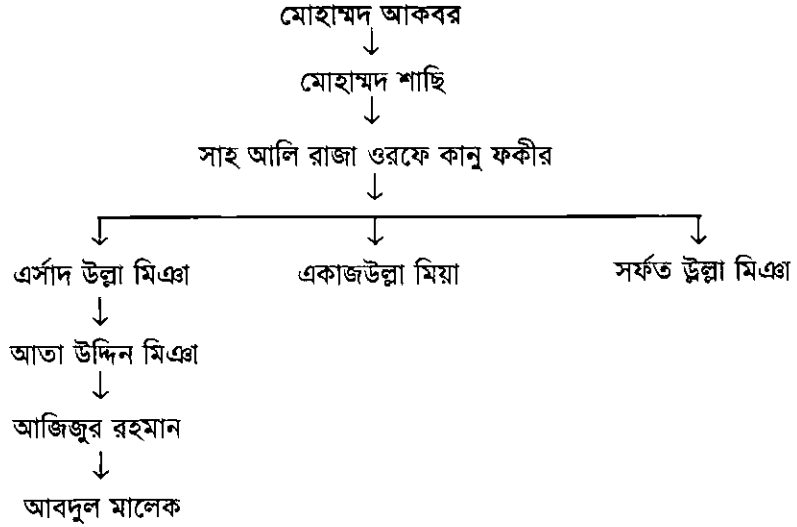 মোহাম্মদ আকবর
মোহাম্মদ শাছি
সাহ আলি রাজা ওরফে কানু ফকীর
এর্সাদ উল্লা মিঞা একাজউল্লা মিয়া সর্ফত উল্লা মিঞা
আতা উদ্দিন মিঞা
আজিজুর রহমান
আবদুল মালেক